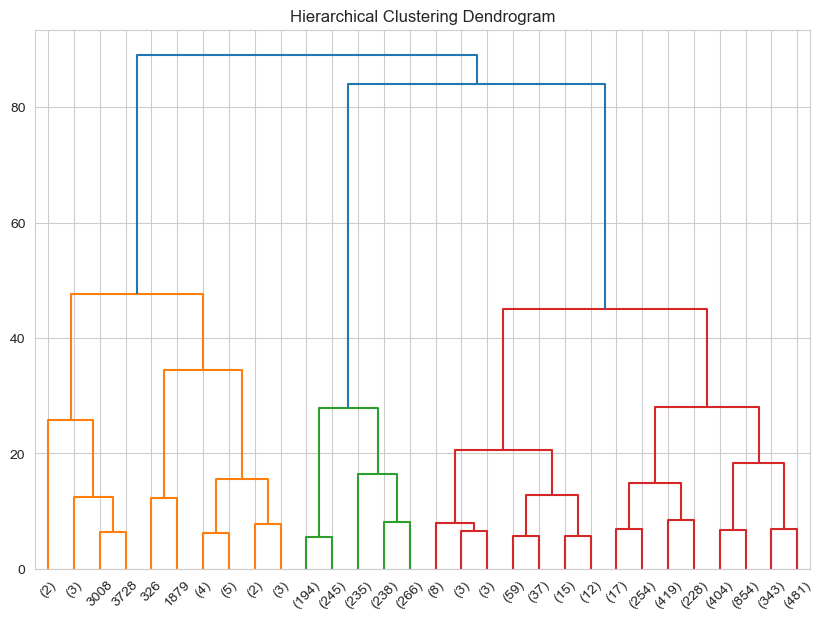 Hierarchical Clustering Dendrogram
80
60
40
20
0
(2) (3) 3008 3728 326 1879 (4) (5) (2) (3) (194) (245) (235) (238) (266) (8) (3) (3) (59) (37) (15) (12) (17) (254) (419) (228) (404) (854) (343) (481)